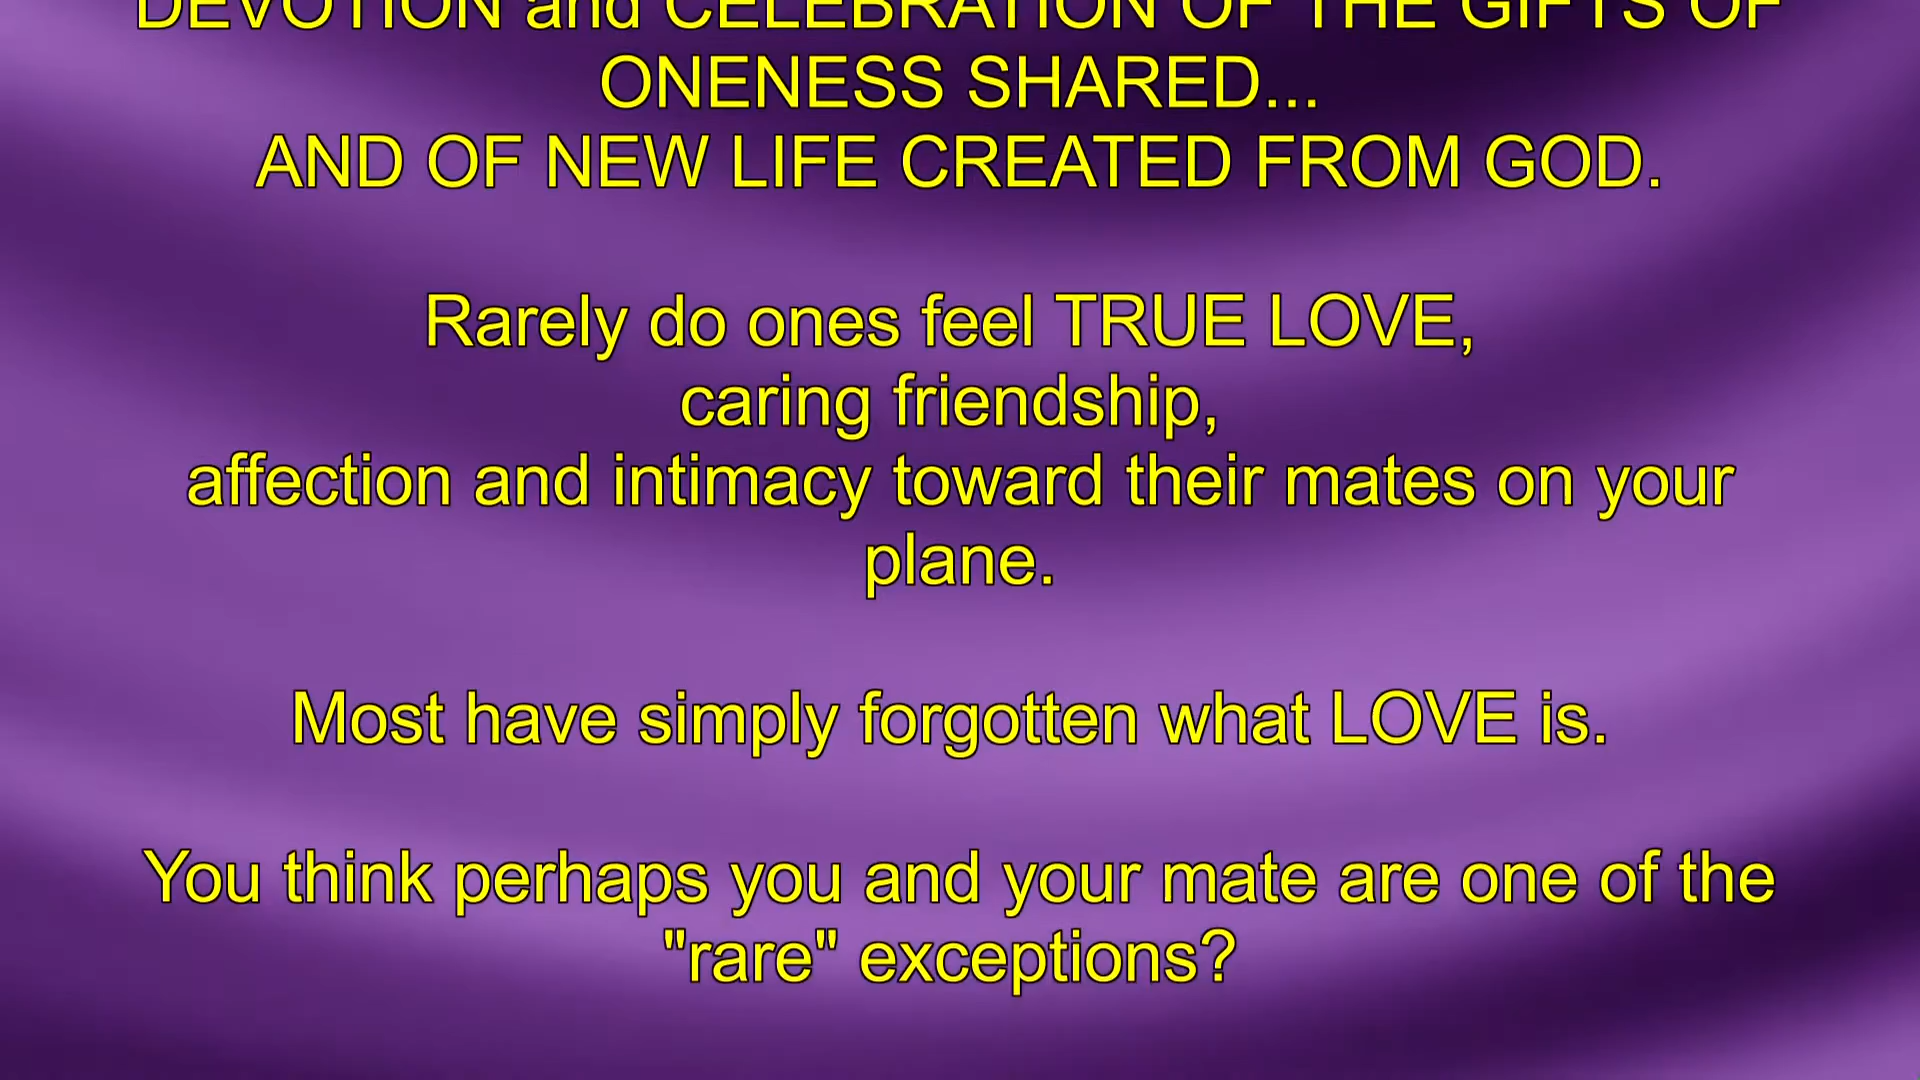 DEVOTION and CELEBRATION OF THE GIFTS OF
ONENESS SHARED...
AND OF NEW LIFE CREATED FROM GOD.
Rarely do ones feel TRUE LOVE,
caring friendship,
affection and intimacy toward their mates on your
plane.
Most have simply forgotten what LOVE is.
You think perhaps you and your mate are one of the
"rare" exceptions?